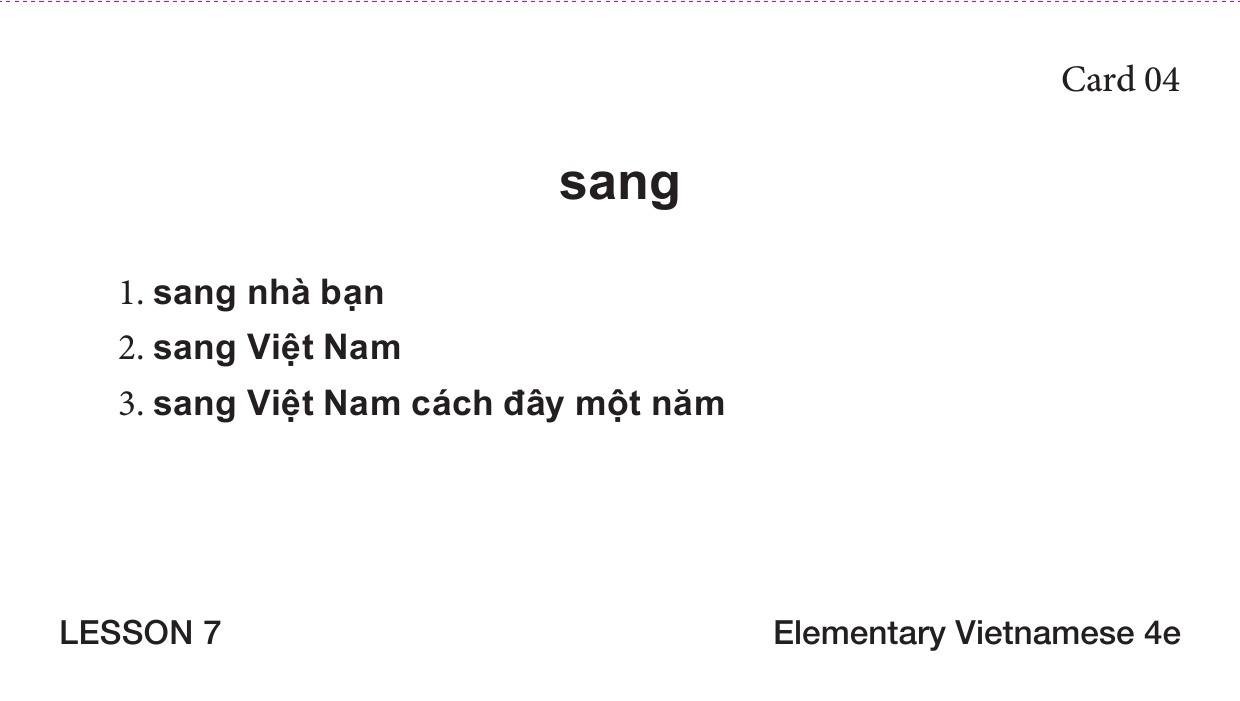 Card 04
sang
1. sang nhà bạn
2. sang Việt Nam
3. sang Việt Nam cách đây một năm
LESSON 7
Elementary Vietnamese 4e